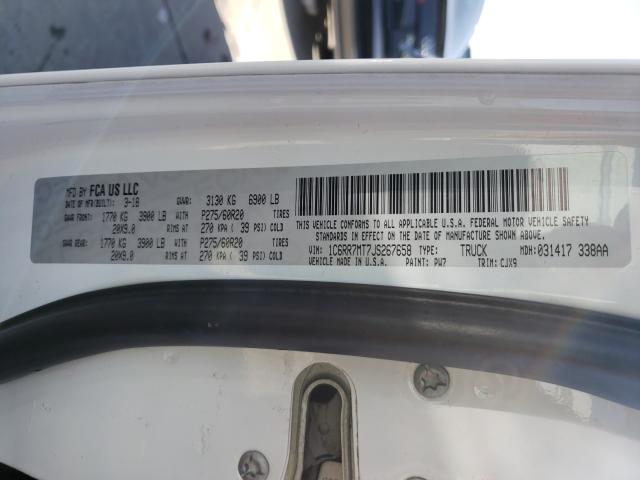 MFD BY FCA US LLC
DATE OF MFR(BUILT): 3-18 GVWR: 3130 KG 6900 LB
GAWR FRONT: 1770 KG 3900 LB WITH P275/60R20 TIRES
20X9.0 RIMS AT 270 KPA ( 39 PSI) COLD
GAWR REAR: 1770 KG 3900 LB WITH P275/60R20 TIRES
20X9.0 RIMS AT 270 KPA ( 39 PSI) COLD
THIS VEHICLE CONFORMS TO ALL APPLICABLE U.S.A. FEDERAL MOTOR VEHICLE SAFETY
STANDARDS IN EFFECT ON THE DATE OF MANUFACTURE SHOWN ABOVE.
VIN: 1C6RR7MT7JS267658 TYPE: TRUCK MDH: 031417 338AA
PAINT: PW7 TRIM: CJX9